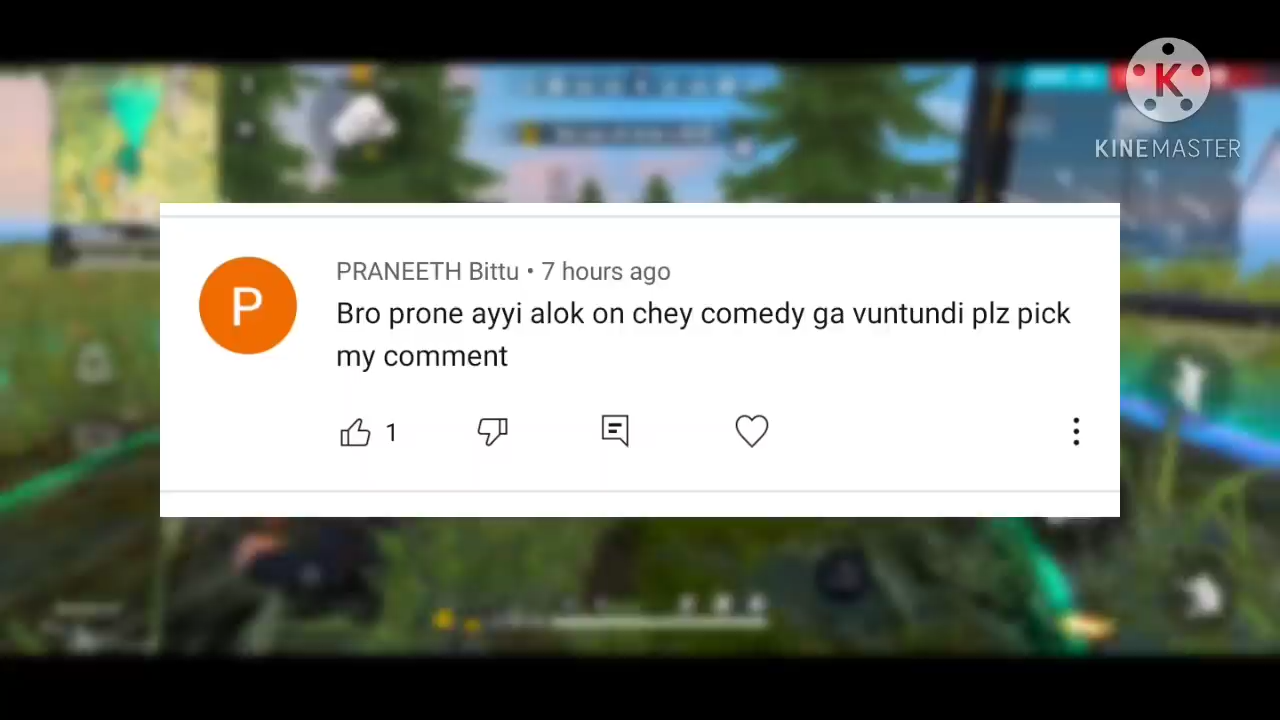 KINEMASTER
PRANEETH Bittu • 7 hours ago
Bro prone ayyi alok on chey comedy ga vuntundi plz pick
my comment
1